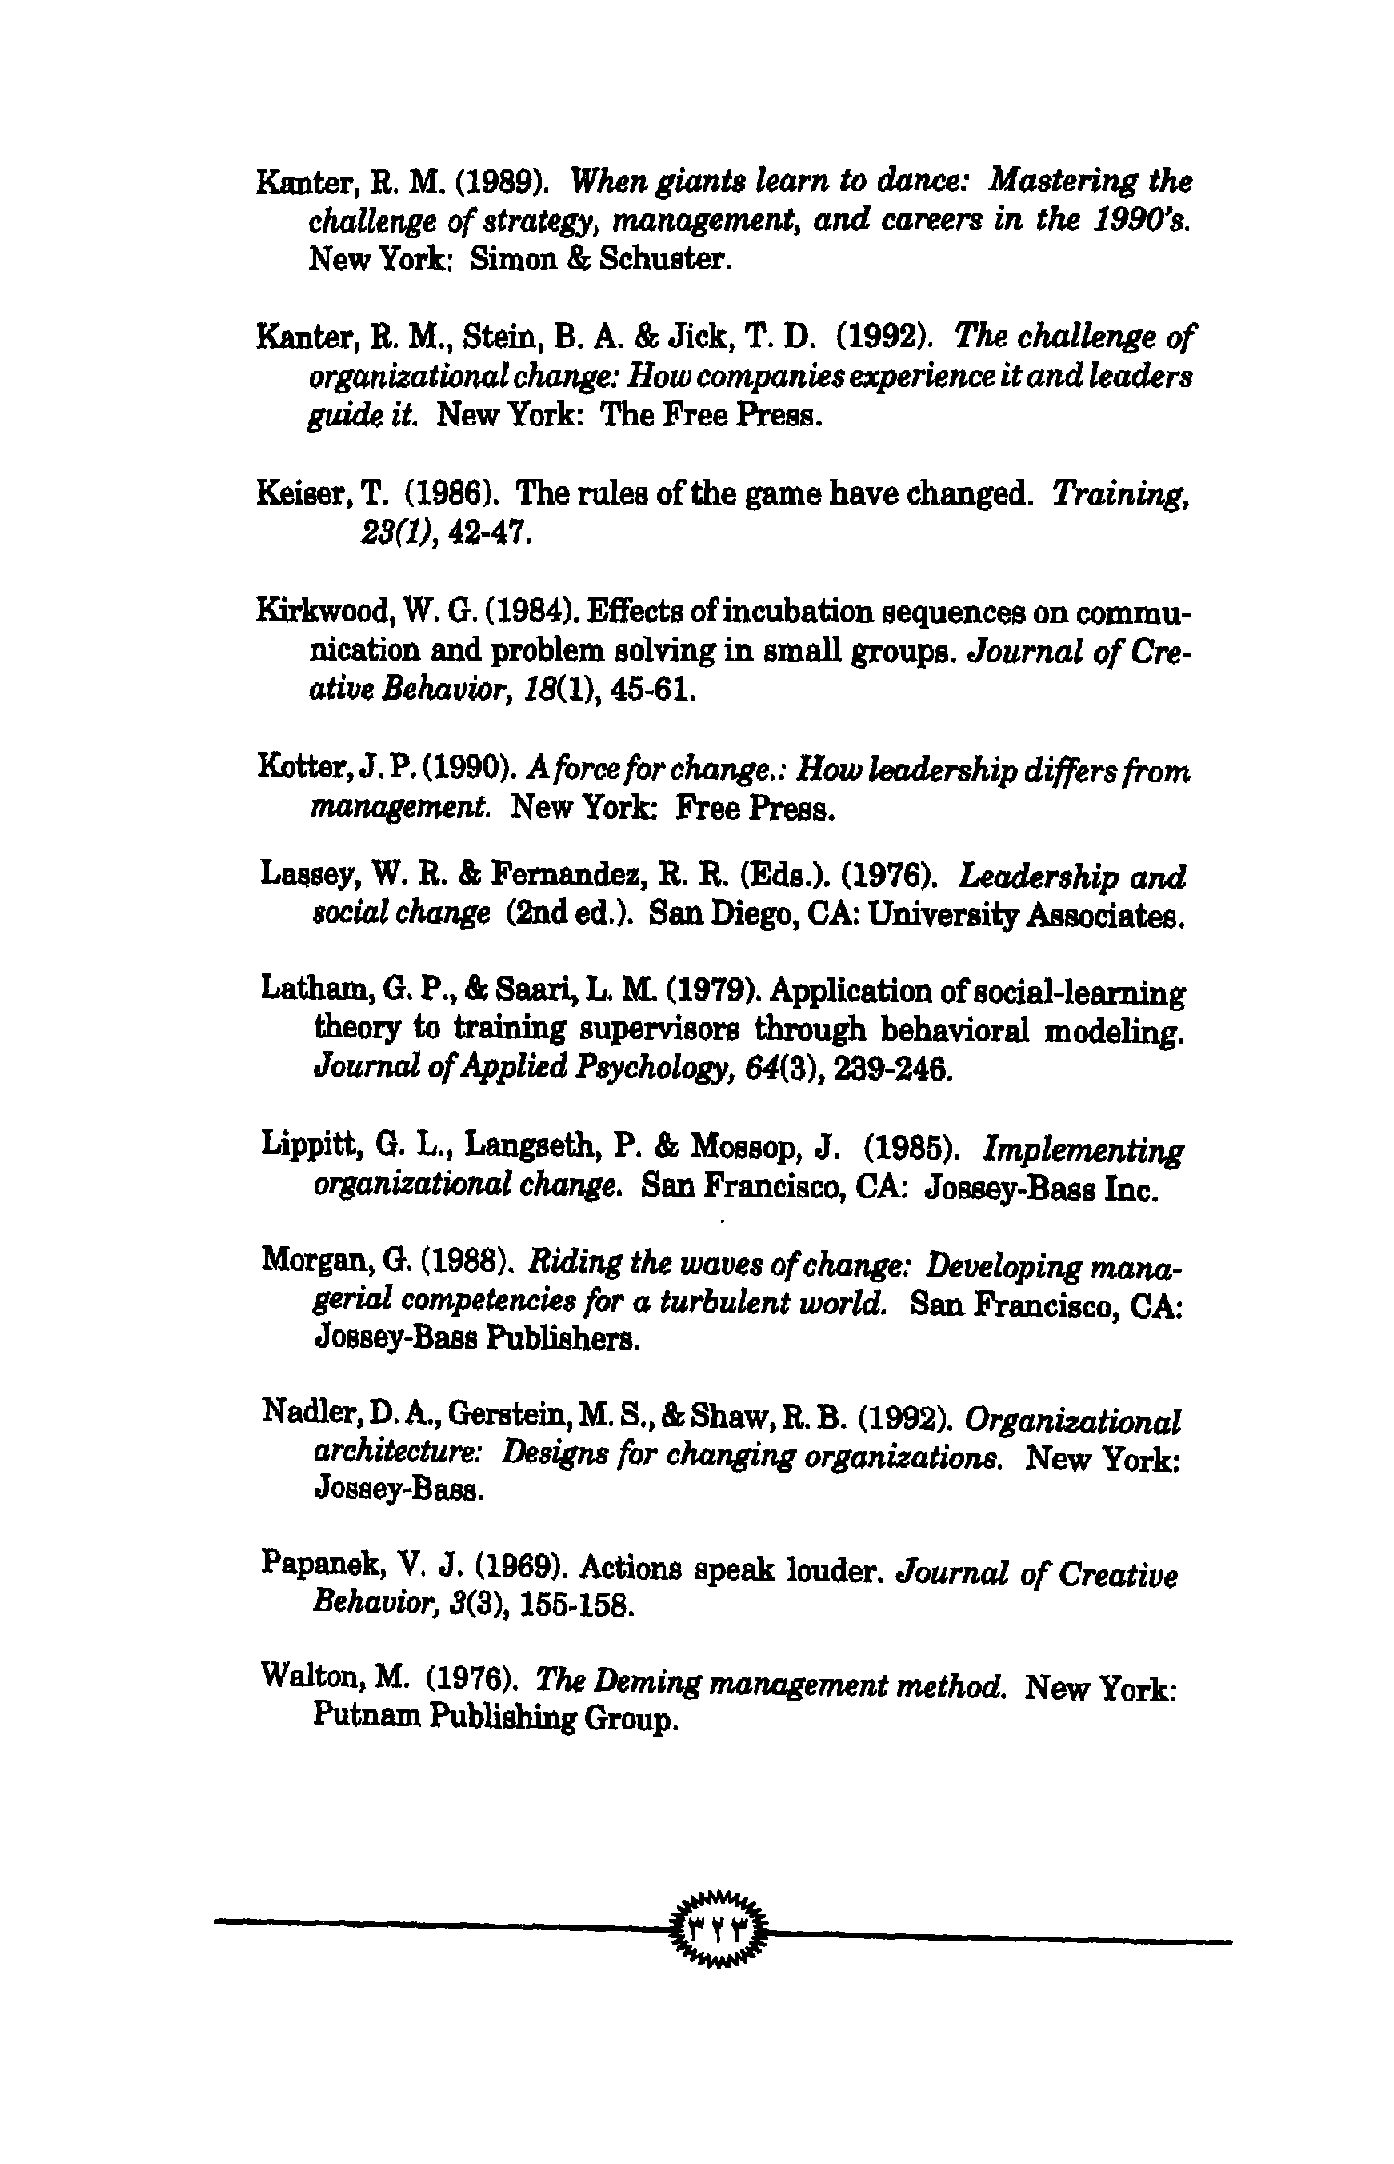 Kanter, R. M. (1989). When giants learn to dance: Mastering the
challenge of strategy, management, and careers in the 1990's.
New York: Simon & Schuster.
Kanter, R. M., Stein, B. A. & Jick, T. D. (1992). The challenge of
organizational change: How companies experience it and leaders
guide it. New York: The Free Press.
Keiser, T. (1986). The rules of the game have changed. Training,
23(1), 42-47.
Kirkwood, W. G. (1984). Effects of incubation sequences on commu-
nication and problem solving in small groups. Journal of Cre-
ative Behavior, 18(1), 45-61.
Kotter, J. P. (1990). A force for change.: How leadership differs from
management. New York: Free Press.
Lassey, W. R. & Fernandez, R. R. (Eds.). (1976). Leadership and
social change (2nd ed.). San Diego, CA: University Associates.
Latham, G. P., & Saari, L. M. (1979). Application of social-learning
theory to training supervisors through behavioral modeling.
Journal of Applied Psychology, 64(3), 239-246.
Lippitt, G. L., Langseth, P. & Mossop, J. (1985). Implementing
organizational change. San Francisco, CA: Jossey-Bass Inc.
Morgan, G. (1988). Riding the waves of change: Developing mana-
gerial competencies for a turbulent world. San Francisco, CA:
Jossey-Bass Publishers.
Nadler, D. A., Gerstein, M. S., & Shaw, R. B. (1992). Organizational
architecture: Designs for changing organizations. New York:
Jossey-Bass.
Papanek, V. J. (1969). Actions speak louder. Journal of Creative
Behavior, 3(3), 155-158.
Walton, M. (1976). The Deming management method. New York:
Putnam Publishing Group.
٣٢٣